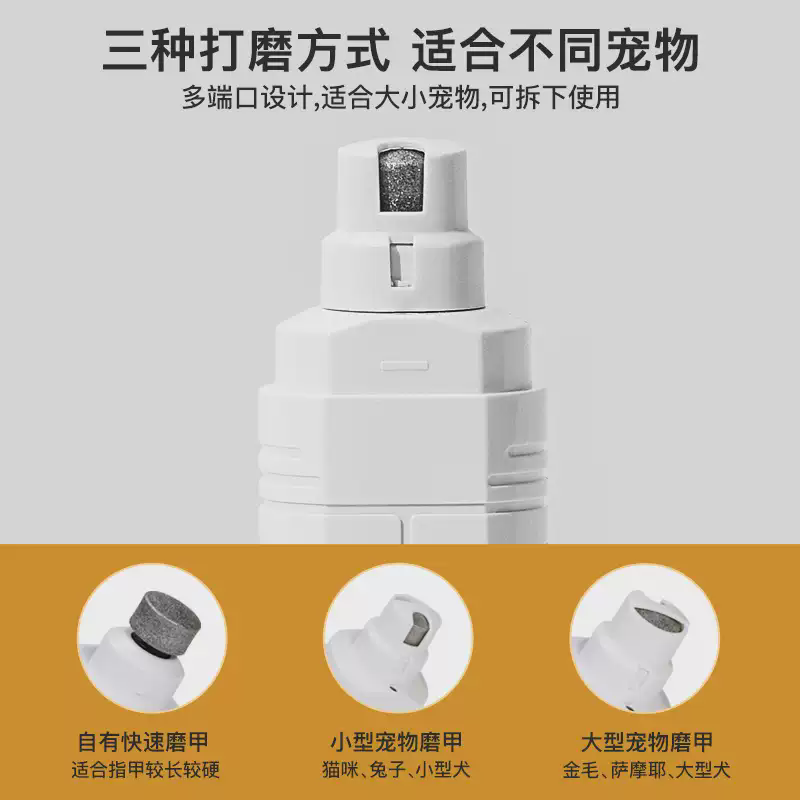 三种打磨方式 适合不同宠物
多端口设计,适合大小宠物,可拆下使用
自有快速磨甲
适合指甲较长较硬
小型宠物磨甲
猫咪、兔子、小型犬
大型宠物磨甲
金毛、萨摩耶、大型犬